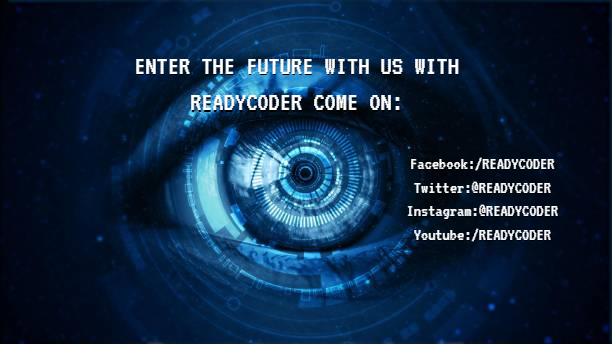 ENTER THE FUTURE WITH US WITH
READYCODER COME ON:
Facebook:/READYCODER
Twitter:@READYCODER
Instagram:@READYCODER
Youtube:/READYCODER